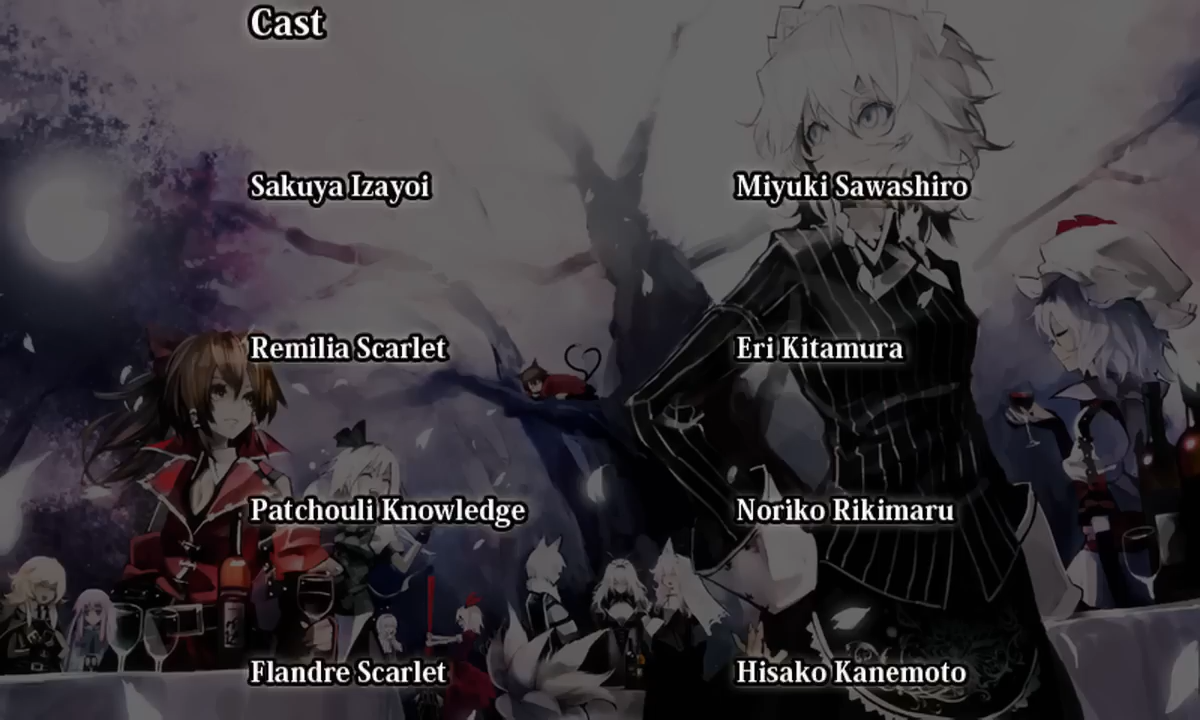 Cast
Sakuya Izayoi Miyuki Sawashiro
Remilia Scarlet Eri Kitamura
Patchouli Knowledge Noriko Rikimaru
Flandre Scarlet Hisako Kanemoto